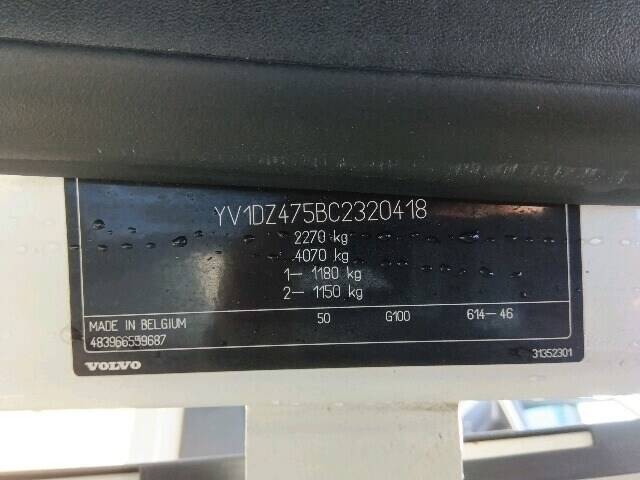 YV1DZ475BC2320418
2270 kg
4070 kg
1- 1180 kg
2- 1150 kg
50 G100 614-46
MADE IN BELGIUM
483966559687
31352301
VOLVO